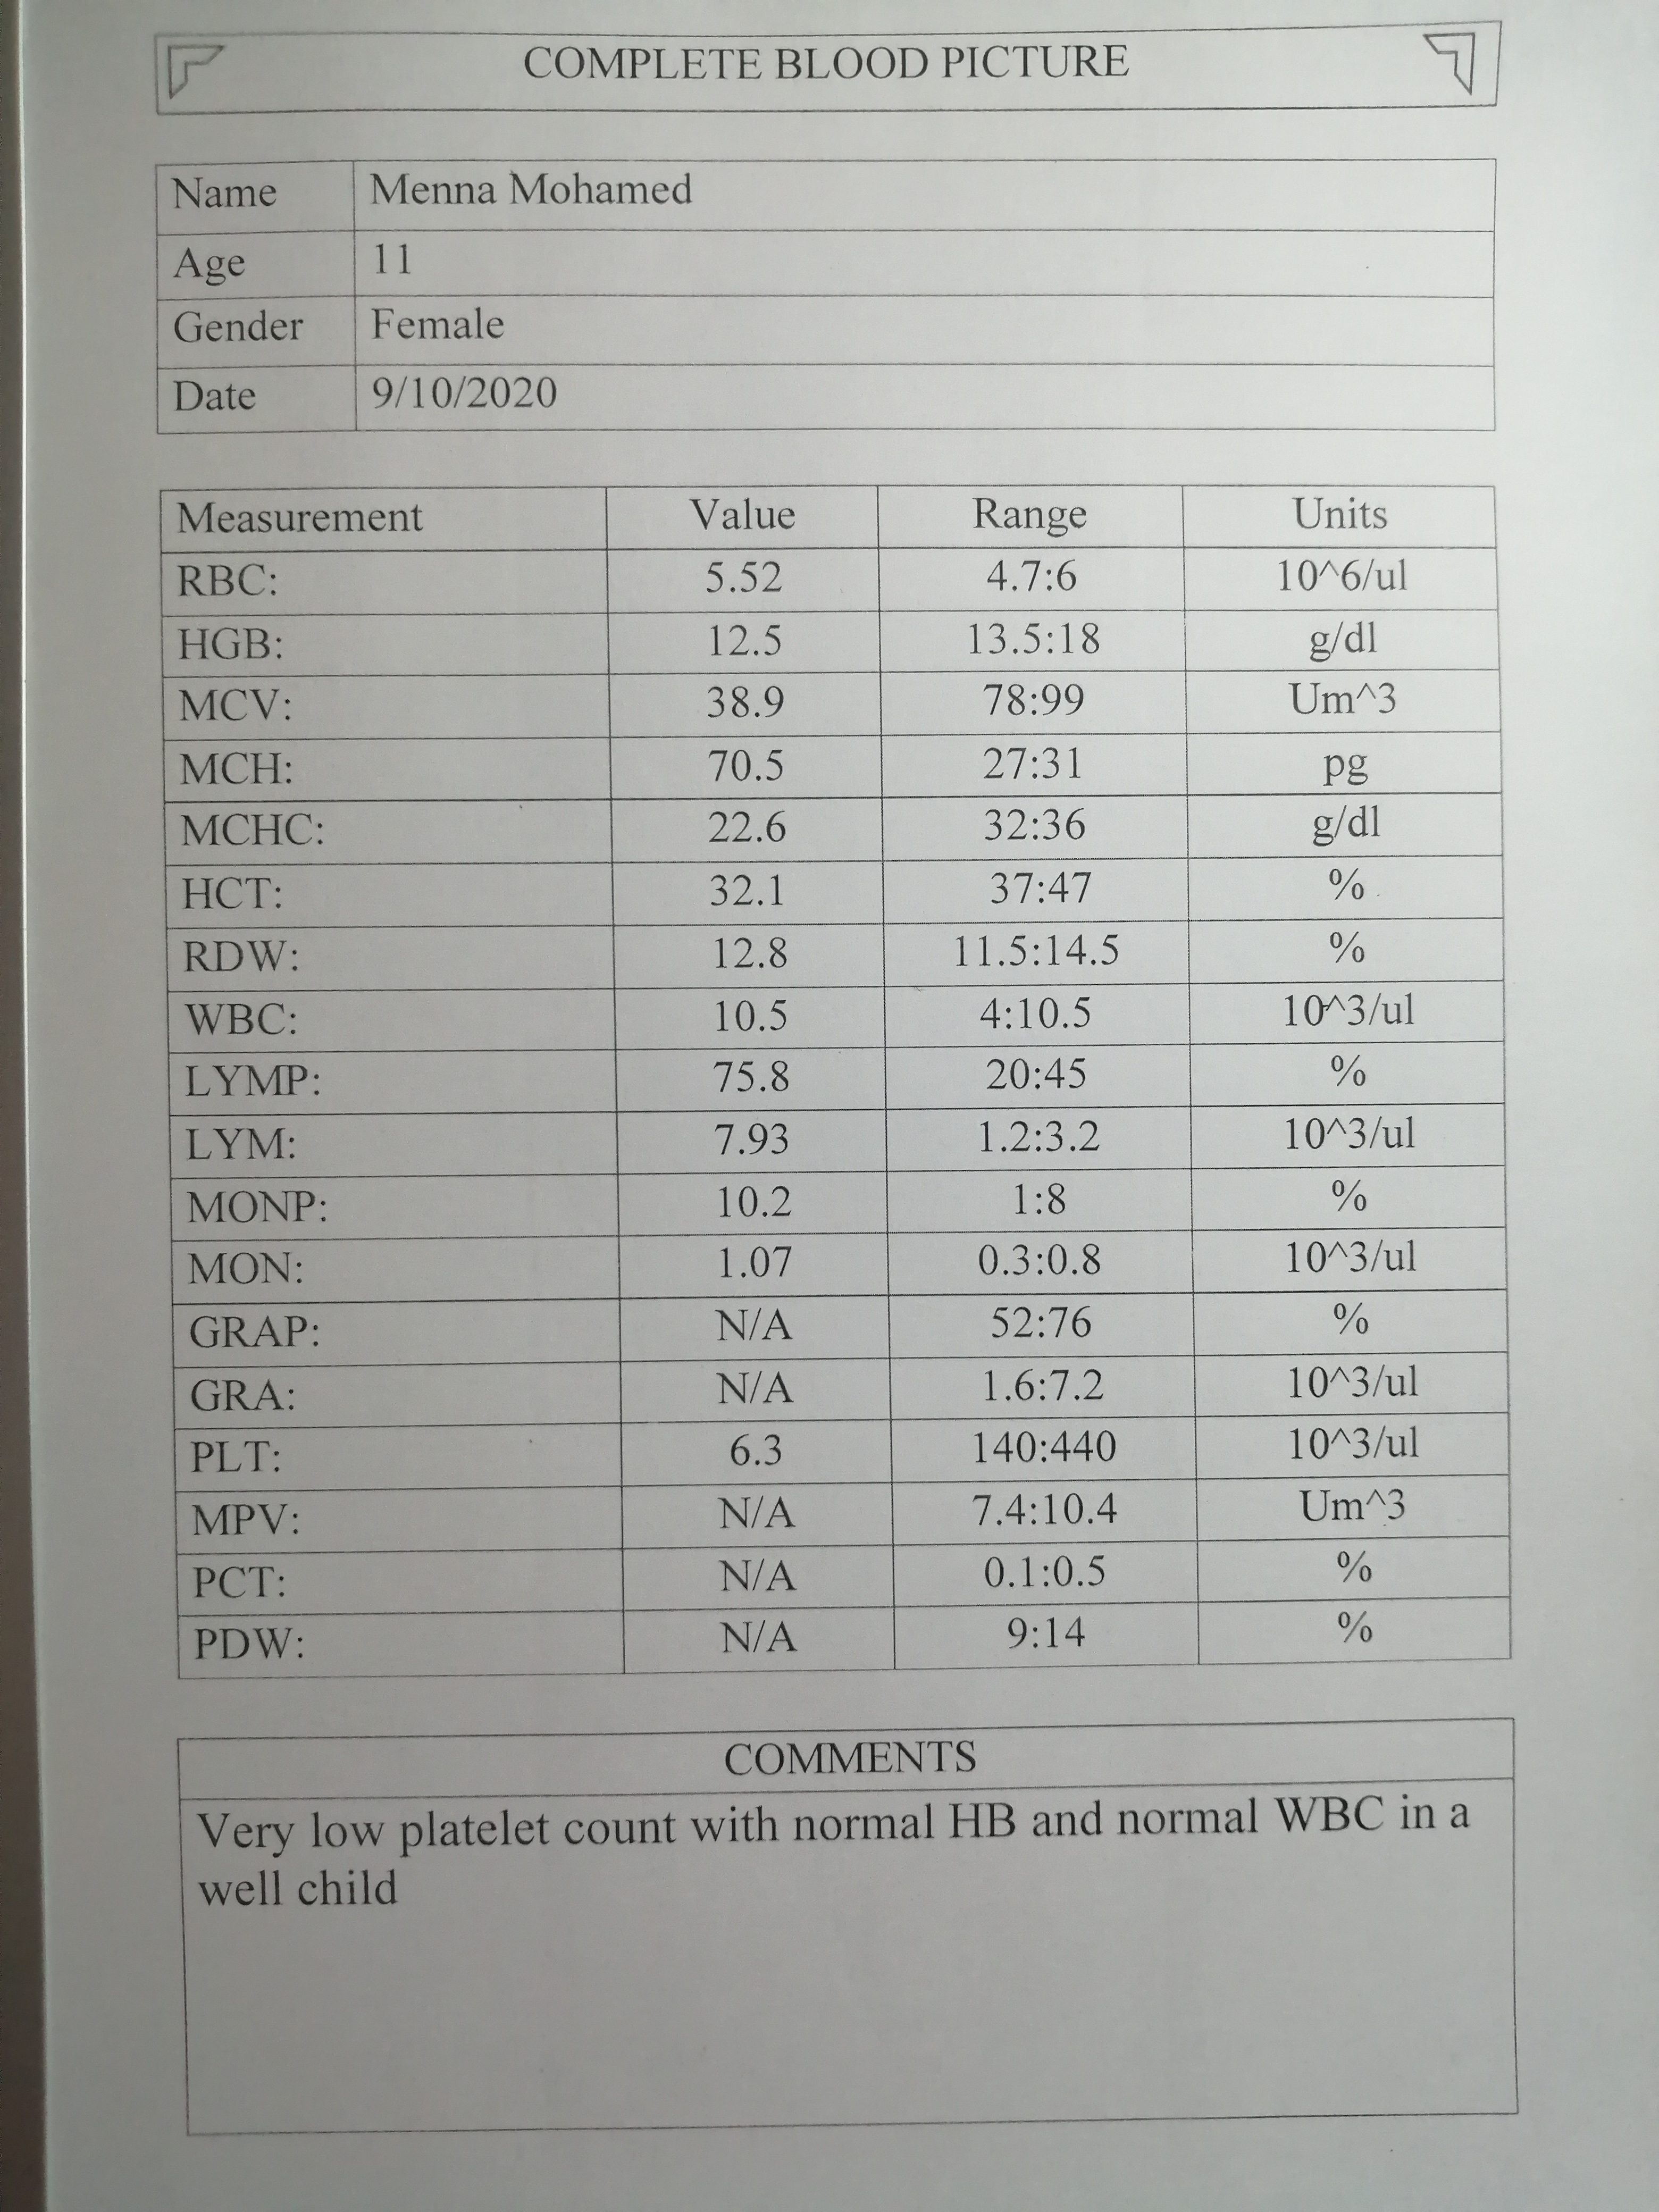 COMPLETE BLOOD PICTURE
Name Menna Mohamed
Age 11
Gender Female
Date 9/10/2020
Measurement Value Range Units
RBC: 5.52 4.7:6 10^6/ul
HGB: 12.5 13.5:18 g/dl
MCV: 38.9 78:99 Um^3
MCH: 70.5 27:31 pg
MCHC: 22.6 32:36 g/dl
HCT: 32.1 37:47 %
RDW: 12.8 11.5:14.5 %
WBC: 10.5 4:10.5 10^3/ul
LYMP: 75.8 20:45 %
LYM: 7.93 1.2:3.2 10^3/ul
MONP: 10.2 1:8 %
MON: 1.07 0.3:0.8 10^3/ul
GRAP: N/A 52:76 %
GRA: N/A 1.6:7.2 10^3/ul
PLT: 6.3 140:440 10^3/ul
MPV: N/A 7.4:10.4 Um^3
PCT: N/A 0.1:0.5 %
PDW: N/A 9:14 %
COMMENTS
Very low platelet count with normal HB and normal WBC in a
well child